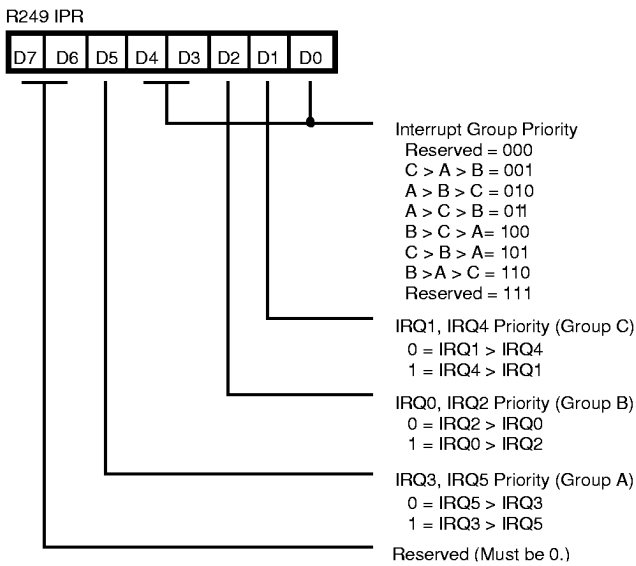 R249 IPR
D7 D6 D5 D4 D3 D2 D1 D0
Interrupt Group Priority
Reserved = 000
C > A > B = 001
A > B > C = 010
A > C > B = 011
B > C > A= 100
C > B > A= 101
B >A > C = 110
Reserved = 111
IRQ1, IRQ4 Priority (Group C)
0 = IRQ1 > IRQ4
1 = IRQ4 > IRQ1
IRQ0, IRQ2 Priority (Group B)
0 = IRQ2 > IRQ0
1 = IRQ0 > IRQ2
IRQ3, IRQ5 Priority (Group A)
0 = IRQ5 > IRQ3
1 = IRQ3 > IRQ5
Reserved (Must be 0.)